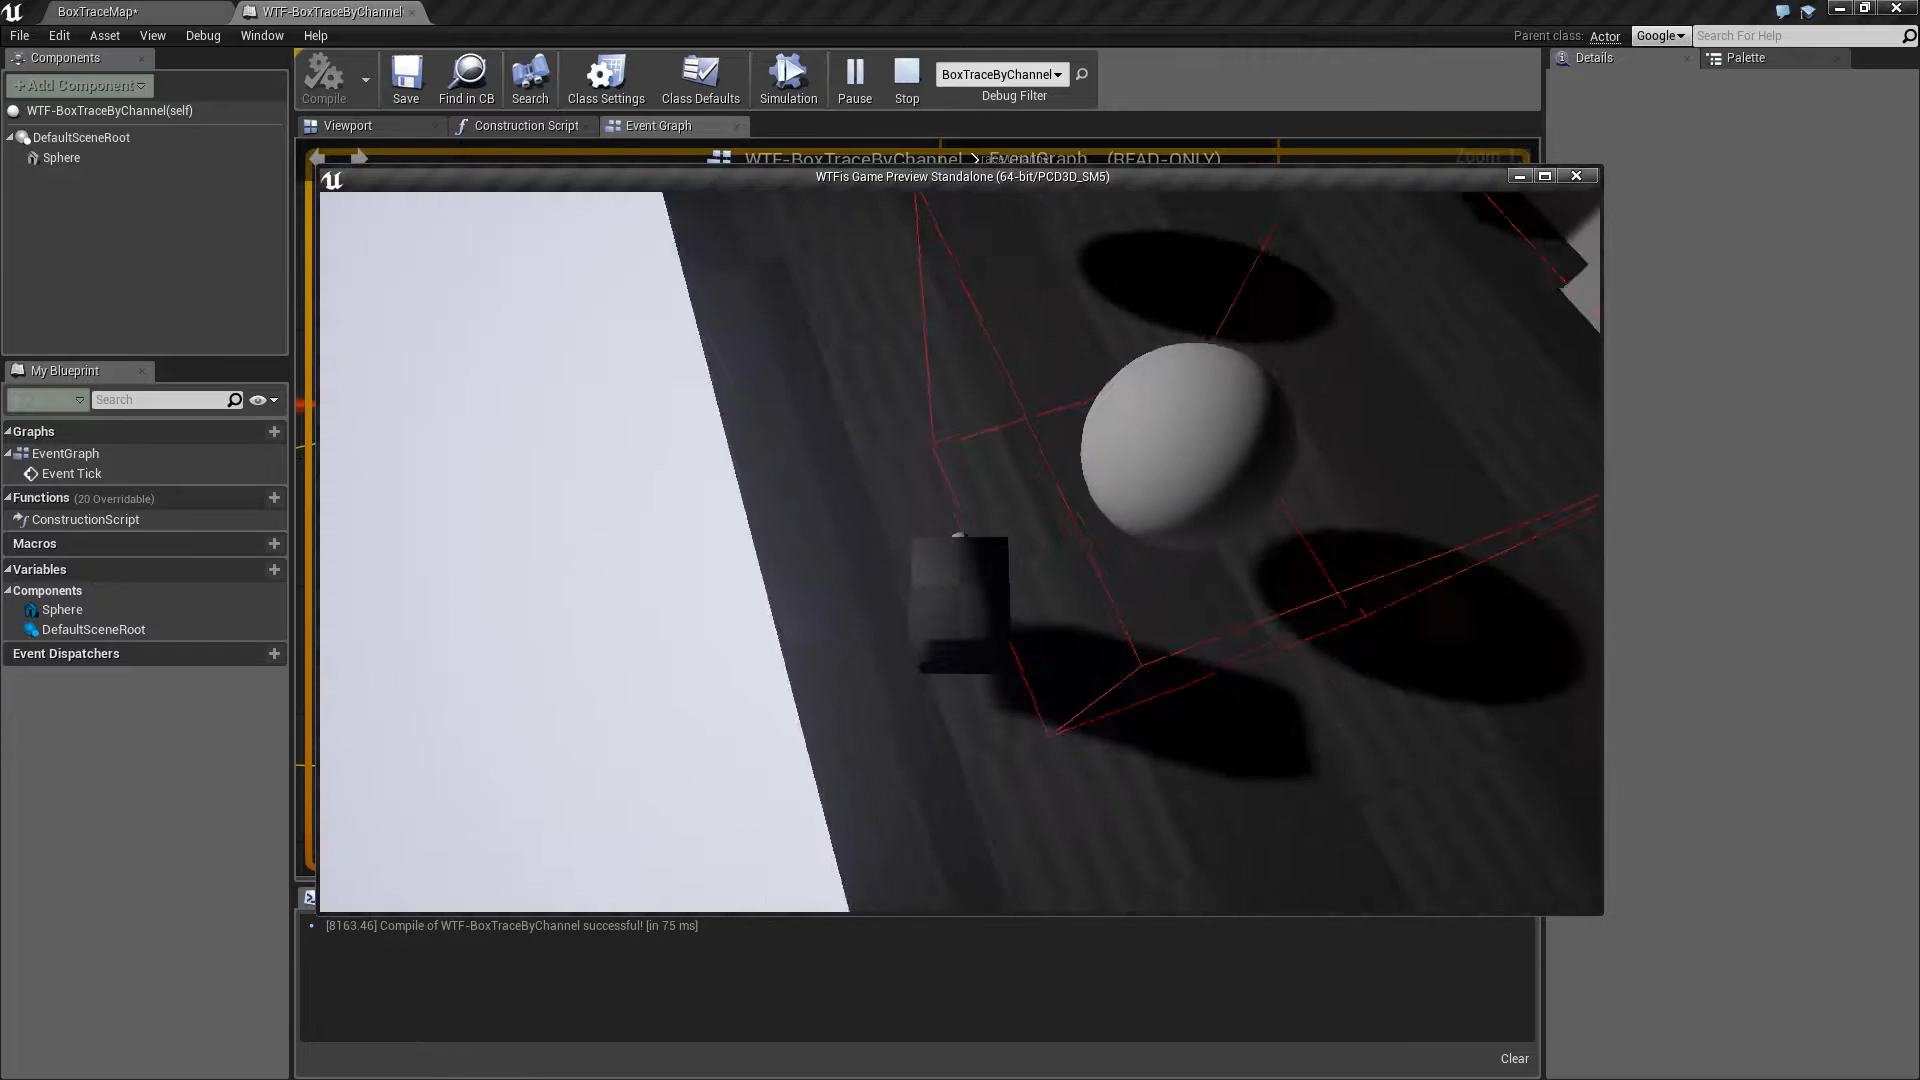 BoxTraceMap*
WTF-BoxTraceByChannel
File Edit Asset View Debug Window Help
Parent class: Actor Google Search For Help
Components
Details
Palette
+Add Component
Compile
Save
Find in CB
Search
Class Settings
Class Defaults
Simulation
Pause
Stop
BoxTraceByChannel
Debug Filter
WTF-BoxTraceByChannel(self)
DefaultSceneRoot
Sphere
Viewport
Construction Script
Event Graph
WTF-BoxTraceByChannel > EventGraph (READ-ONLY)
WTFis Game Preview Standalone (64-bit/PCD3D_SM5)
My Blueprint
Search
Graphs
EventGraph
Event Tick
Functions (20 Overridable)
ConstructionScript
Macros
Variables
Components
Sphere
DefaultSceneRoot
Event Dispatchers
[8163.46] Compile of WTF-BoxTraceByChannel successful! [in 75 ms]
Clear